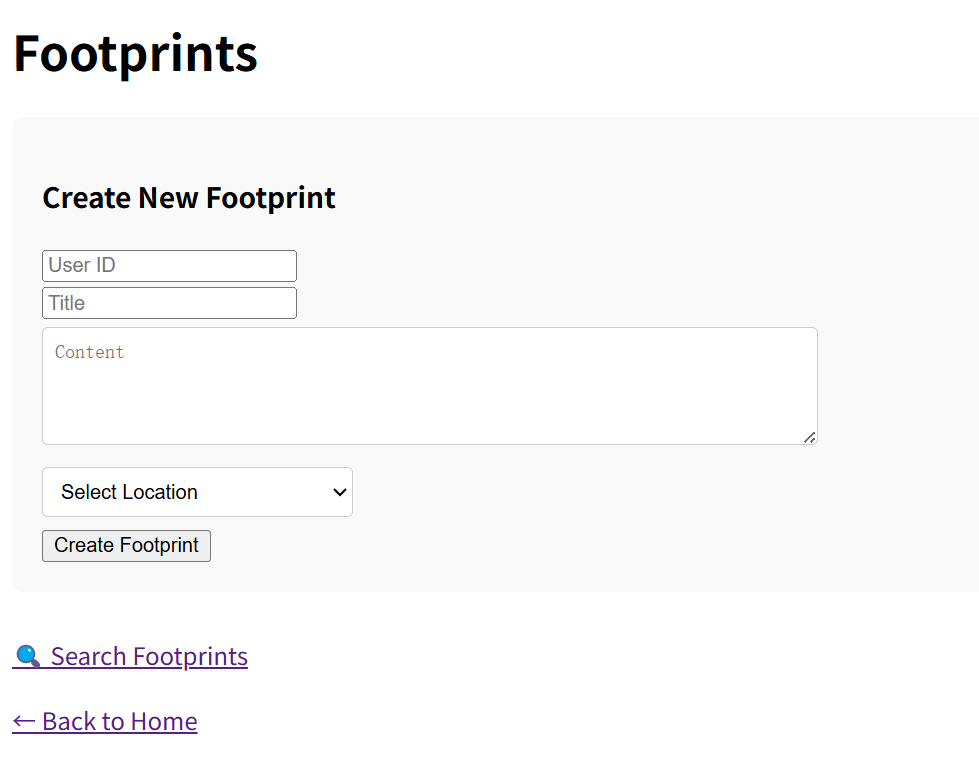 Footprints
Create New Footprint
User ID
Title
Content
Select Location
Create Footprint
🔍 Search Footprints
← Back to Home